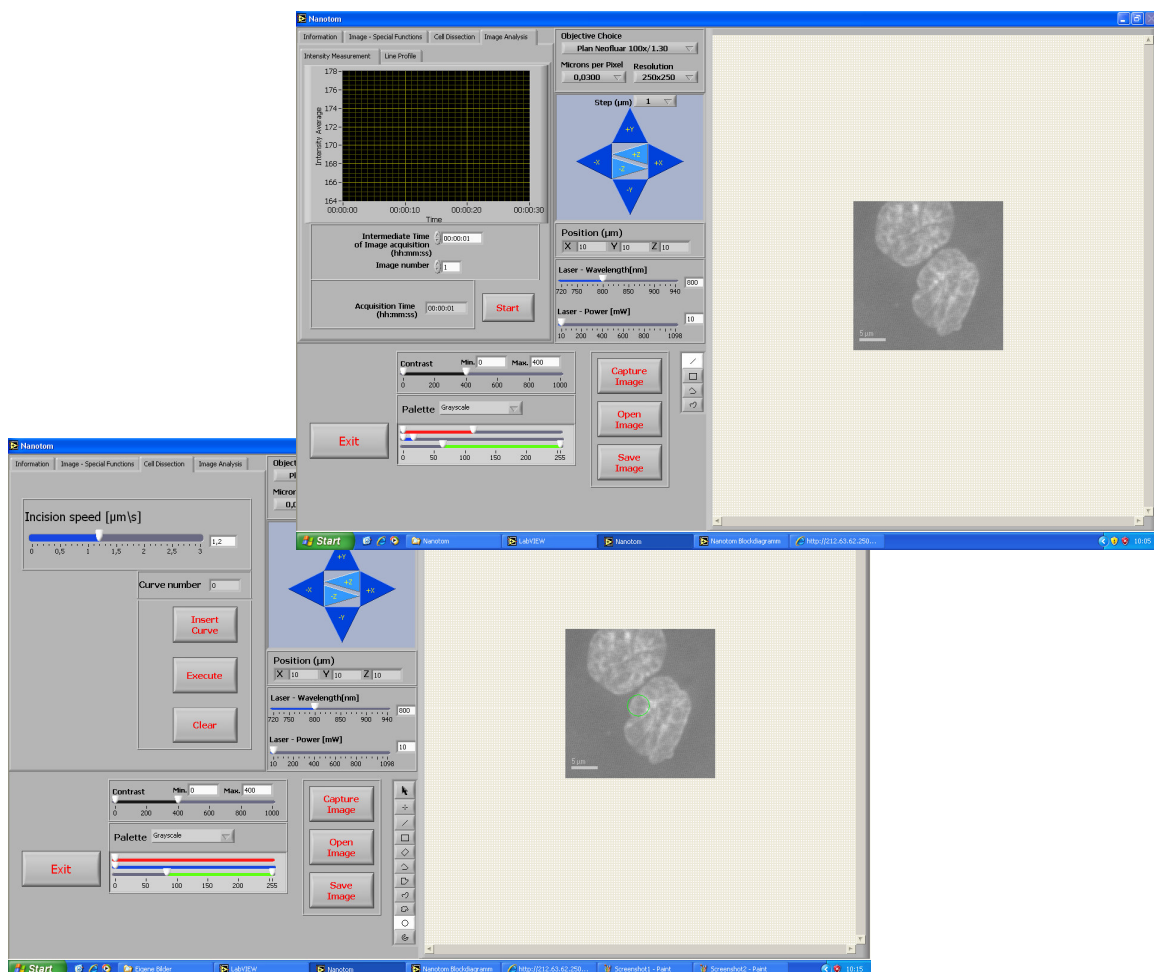 Nanotom
Information Image - Special Functions Cell Dissection Image Analysis
Intensity Measurement Line Profile
178
176
174
172
170
168
166
164
Intensity Average
00:00:00 00:00:10 00:00:20 00:00:30
Time
Intermediate Time
of Image acquisition
(hh:mm:ss)
00:00:01
Image number 1
Acquisition Time
(hh:mm:ss)
00:00:01
Start
Objective Choice
Plan Neofluar 100x/1.30
Microns per Pixel Resolution
0,0300 250x250
Step (µm) 1
+Y
-X +Z +X
-Z
-Y
Position (µm)
X 10 Y 10 Z 10
Laser - Wavelength[nm]
800
720 750 800 850 900 940
Laser - Power [mW]
10
10 200 400 600 800 1098
Contrast Min. 0 Max. 400
0 200 400 600 800 1000
Palette Grayscale
0 50 100 150 200 255
Exit
Capture
Image
Open
Image
Save
Image
5 µm
Start Nanotom LabVIEW Nanotom Nanotom Blockdiagramm http://212.63.62.250... 10:05
Nanotom
Information Image - Special Functions Cell Dissection Image Analysis
Incision speed [µm\s]
1,2
0 0,5 1 1,5 2 2,5 3
Curve number 0
Insert
Curve
Execute
Clear
Object
Pl
Micror
0,0
+Y
-X +Z +X
-Z
-Y
Position (µm)
X 10 Y 10 Z 10
Laser - Wavelength[nm]
800
720 750 800 850 900 940
Laser - Power [mW]
10
10 200 400 600 800 1098
Contrast Min. 0 Max. 400
0 200 400 600 800 1000
Palette Grayscale
0 50 100 150 200 255
Exit
Capture
Image
Open
Image
Save
Image
5 µm
Start Eigene Bilder LabVIEW Nanotom Nanotom Blockdiagramm http://212.63.62.250... Screenshot1 - Paint Screenshot2 - Paint 10:15